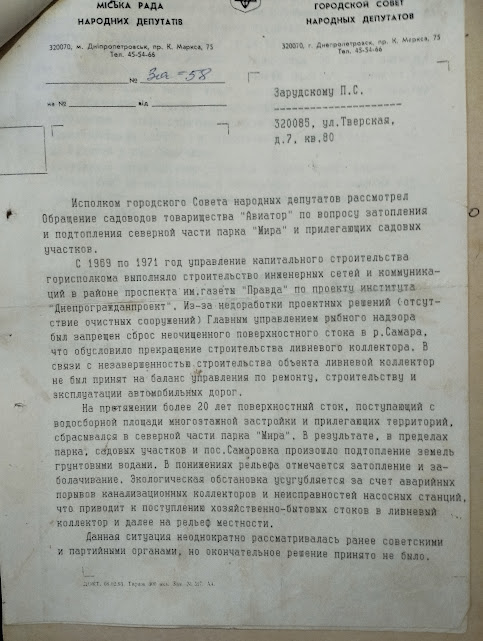 МІСЬКА РАДА
НАРОДНИХ ДЕПУТАТІВ
320070, м. Дніпропетровськ, пр. К. Маркса, 75
Тел. 45-54-66
ГОРОДСКОЙ СОВЕТ
НАРОДНЫХ ДЕПУТАТОВ
320070, г. Днепропетровск, пр. К. Маркса, 75
Тел. 45-54-66
№ -58
на № від
Зарудскому П.С.
320085, ул.Тверская,
д.7, кв.80
Исполком городского Совета народных депутатов рассмотрел
Обращение садоводов товарищества "Авиатор" по вопросу затопления
и подтопления северной части парка "Мира" и прилегающих садовых
участков.
С 1969 по 1971 год управление капитального строительства
горисполкома выполняло строительство инженерных сетей и коммуника-
ций в районе проспекта им.газеты "Правда" по проекту института
"Днепрогражданпроект". Из-за недоработки проектных решений (отсут-
ствие очистных сооружений) Главным управлением рыбного надзора
был запрещен сброс неочищенного поверхностного стока в р.Самара,
что обусловило прекращение строительства ливневого коллектора. В
связи с незавершенностью строительства объекта ливневой коллектор
не был принят на баланс управления по ремонту, строительству и
эксплуатации автомобильных дорог.
На протяжении более 20 лет поверхностный сток, поступающий с
водосборной площади многоэтажной застройки и прилегающих территорий,
сбрасывался в северной части парка "Мира". В результате, в пределах
парка, садовых участков и пос.Самаровка произошло подтопление земель
грунтовыми водами. В понижениях рельефа отмечается затопление и за-
болачивание. Экологическая обстановка усугубляется за счет аварийных
порывов канализационных коллекторов и неисправностей насосных станций,
что приводит к поступлению хозяйственно-бытовых стоков в ливневый
коллектор и далее на рельеф местности.
Данная ситуация неоднократно рассматривалась ранее советскими
и партийными органами, но окончательное решение принято не было.